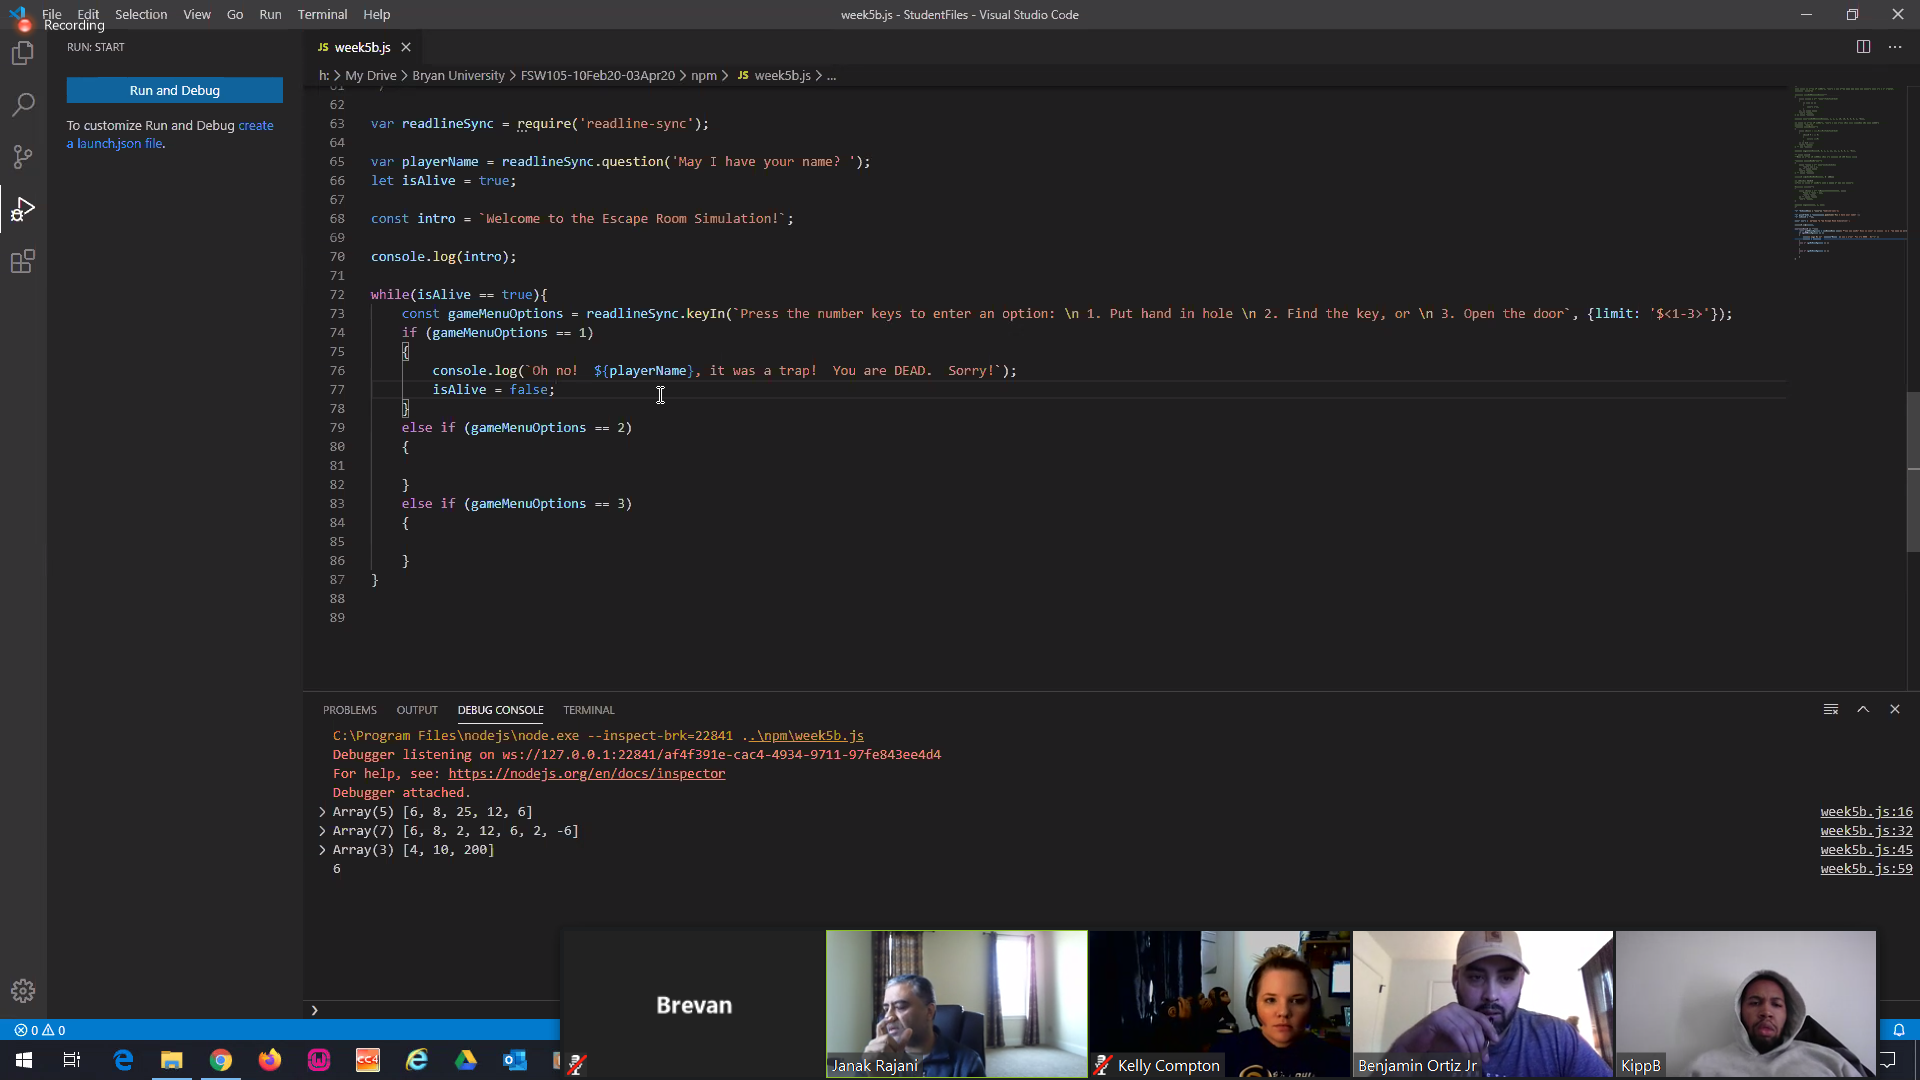 File Edit Selection View Go Run Terminal Help
week5b.js - StudentFiles - Visual Studio Code
Recording
RUN: START
Run and Debug
To customize Run and Debug create
a launch.json file.
JS week5b.js
h: > My Drive > Bryan University > FSW105-10Feb20-03Apr20 > npm > JS week5b.js > ...
61
62
63 var readlineSync = require('readline-sync');
64
65 var playerName = readlineSync.question('May I have your name? ');
66 let isAlive = true;
67
68 const intro = `Welcome to the Escape Room Simulation!`;
69
70 console.log(intro);
71
72 while(isAlive == true){
73 const gameMenuOptions = readlineSync.keyIn(`Press the number keys to enter an option: \n 1. Put hand in hole \n 2. Find the key, or \n 3. Open the door`, {limit: '$<1-3>'});
74 if (gameMenuOptions == 1)
75 {
76 console.log(`Oh no!  ${playerName}, it was a trap!  You are DEAD.  Sorry!`);
77 isAlive = false;
78 }
79 else if (gameMenuOptions == 2)
80 {
81
82 }
83 else if (gameMenuOptions == 3)
84 {
85
86 }
87 }
88
89
PROBLEMS OUTPUT DEBUG CONSOLE TERMINAL
C:\Program Files\nodejs\node.exe --inspect-brk=22841 ..\npm\week5b.js
Debugger listening on ws://127.0.0.1:22841/af4f391e-cac4-4934-9711-97fe843ee4d4
For help, see: https://nodejs.org/en/docs/inspector
Debugger attached.
> Array(5) [6, 8, 25, 12, 6] week5b.js:16
> Array(7) [6, 8, 2, 12, 6, 2, -6] week5b.js:32
> Array(3) [4, 10, 200] week5b.js:45
6 week5b.js:59
>
Brevan
0 0
CC4
Janak Rajani
Kelly Compton
Benjamin Ortiz Jr
KippB